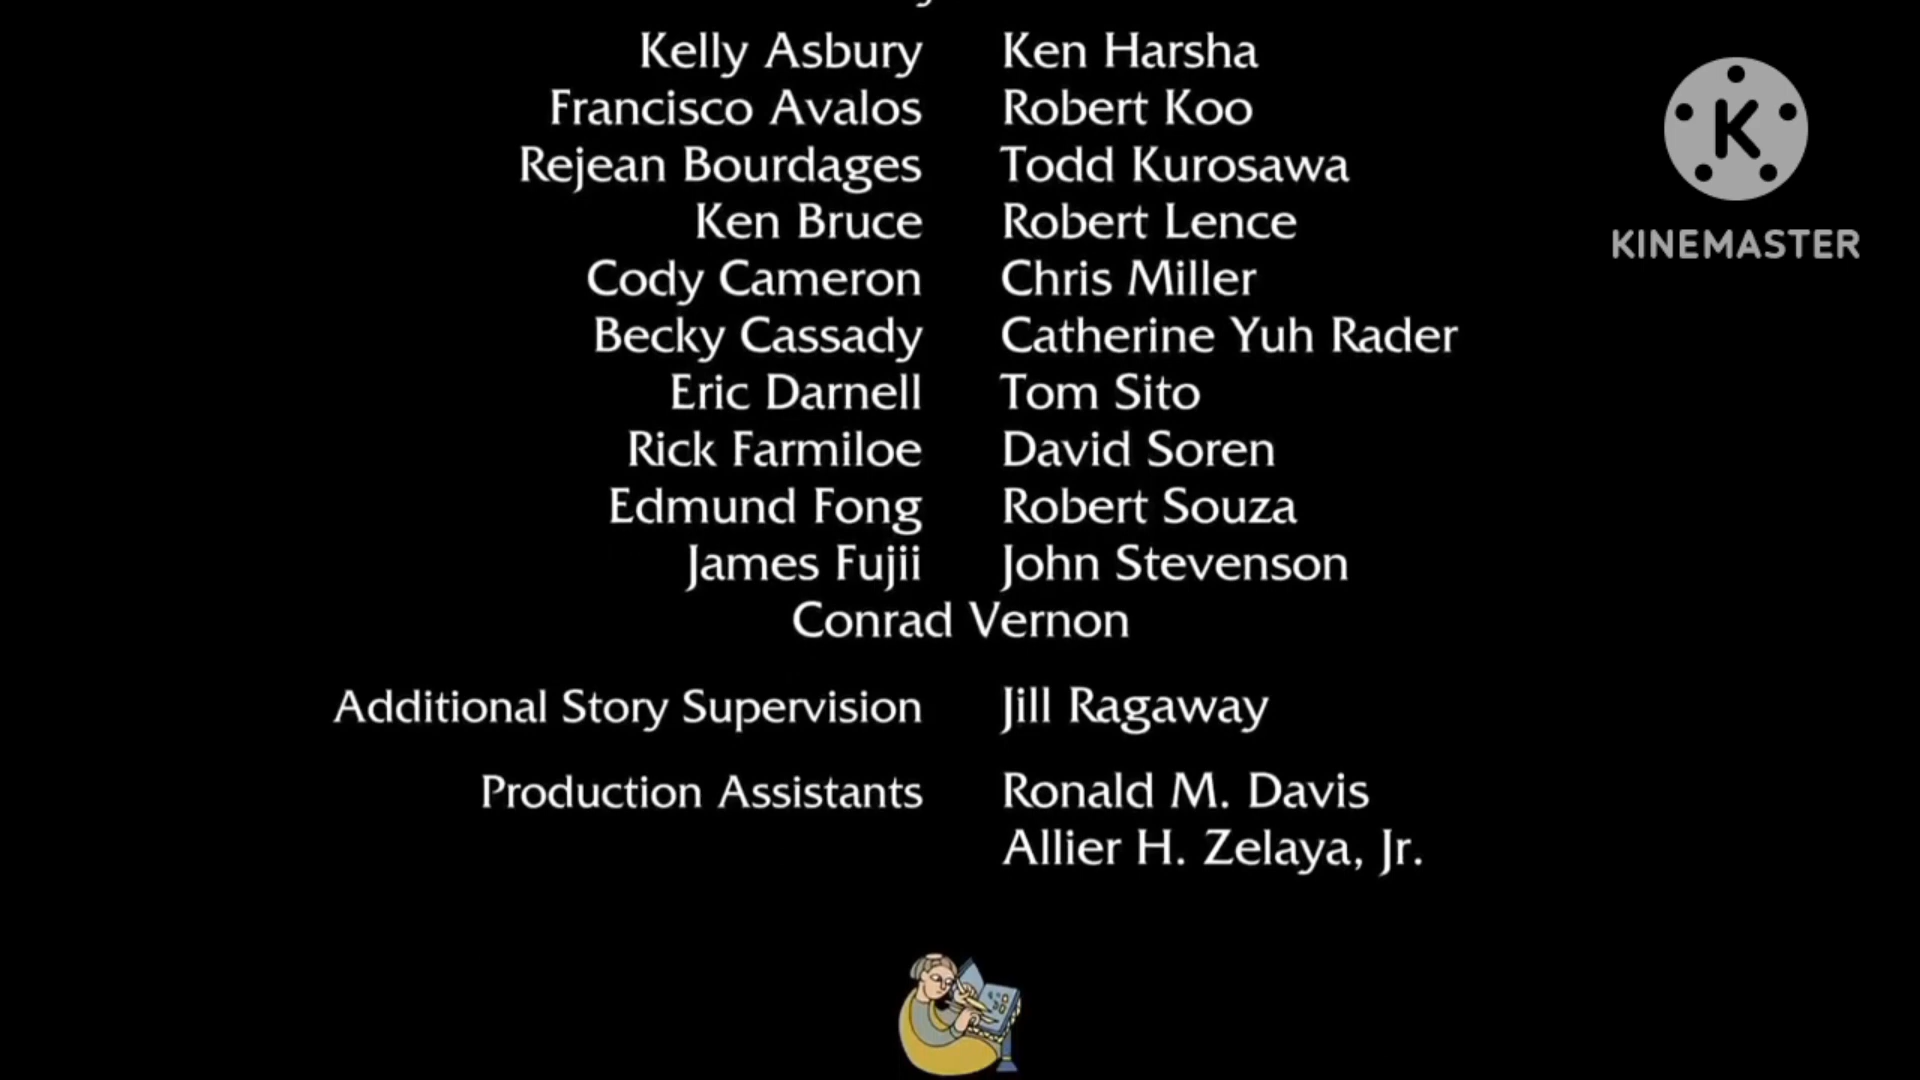 Kelly Asbury Ken Harsha
Francisco Avalos Robert Koo
Rejean Bourdages Todd Kurosawa
Ken Bruce Robert Lence
Cody Cameron Chris Miller
Becky Cassady Catherine Yuh Rader
Eric Darnell Tom Sito
Rick Farmiloe David Soren
Edmund Fong Robert Souza
James Fujii John Stevenson
Conrad Vernon
Additional Story Supervision Jill Ragaway
Production Assistants Ronald M. Davis
Allier H. Zelaya, Jr.
K
KINEMASTER